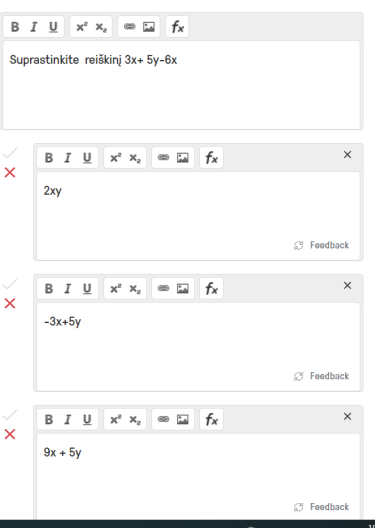 B I U x² x₂ fx
Suprastinkite reiškinį 3x+ 5y-6x
B I U x² x₂ fx ×
2xy
Feedback
B I U x² x₂ fx ×
-3x+5y
Feedback
B I U x² x₂ fx ×
9x + 5y
Feedback